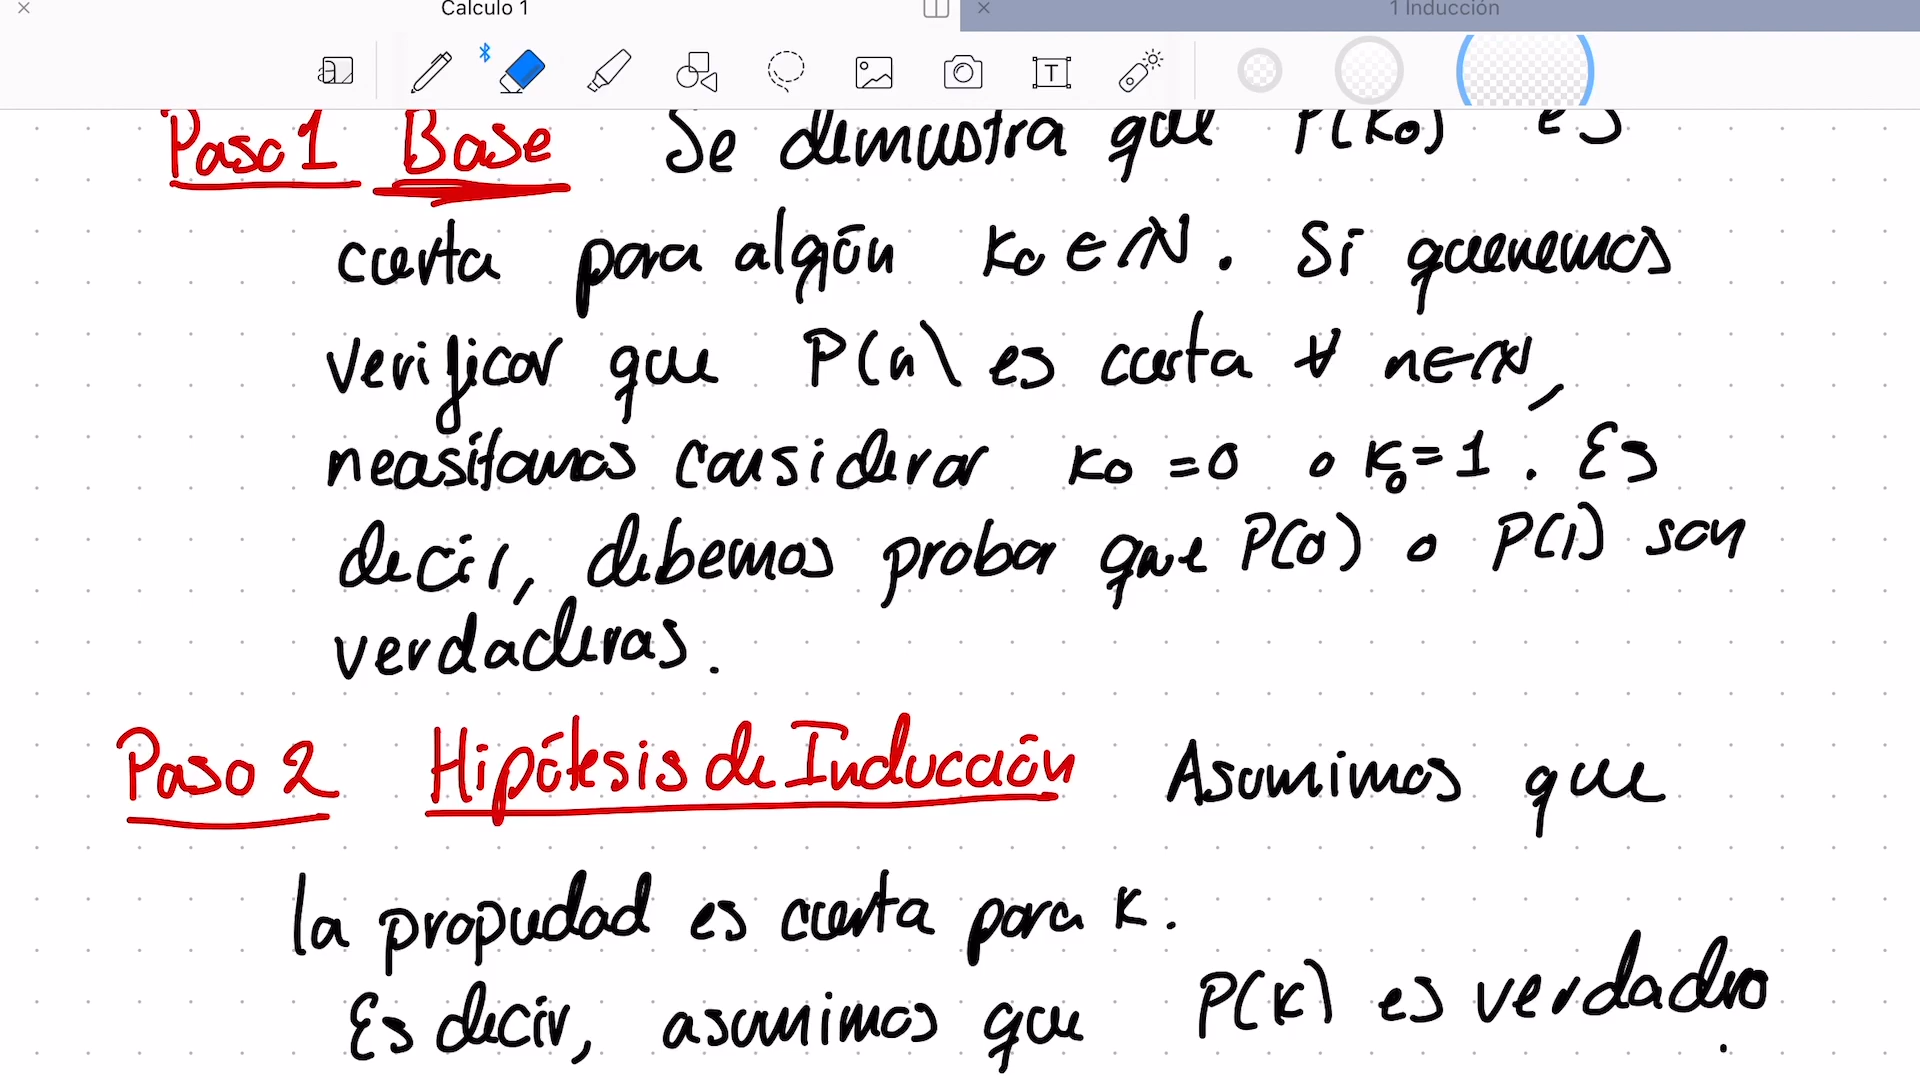 Calculo 1
1 Inducción
Paso 1 Base Se demuestra que P(K₀) es
cierta para algún K₀ ∈ ℕ. Si queremos
verificar que P(n) es cierta ∀ n∈ℕ,
necesitamos considerar K₀ = 0 o K₀ = 1. Es
decir, debemos probar que P(0) o P(1) son
verdaderas.
Paso 2 Hipótesis de Inducción Asumimos que
la propiedad es cierta para K.
Es decir, asumimos que P(K) es verdadero.